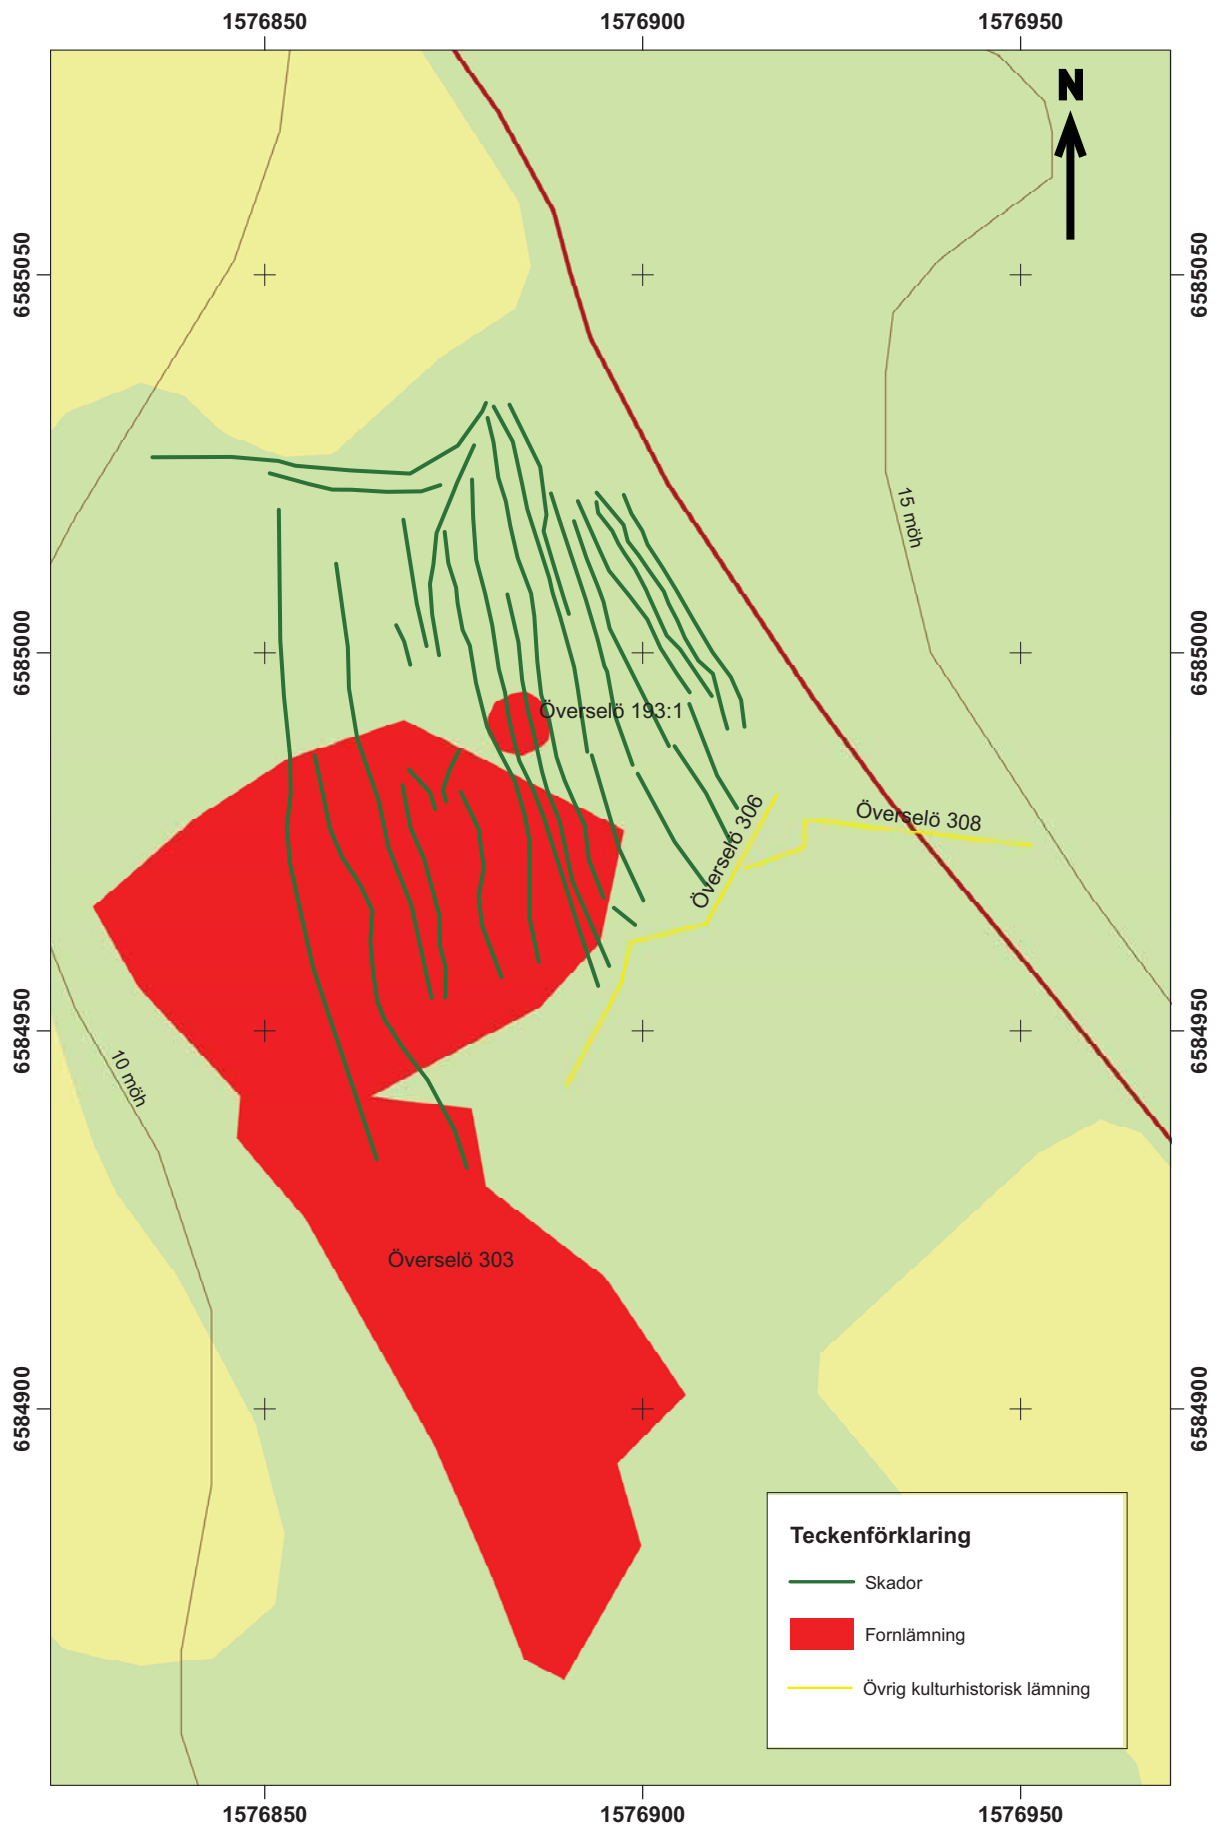 1576850 1576900 1576950
N
6585050 6585050
15 möh
6585000 6585000
Överselö 193:1
Överselö 306
Överselö 308
6584950 6584950
10 möh
Överselö 303
6584900 6584900
Teckenförklaring
Skador
Fornlämning
Övrig kulturhistorisk lämning
1576850 1576900 1576950